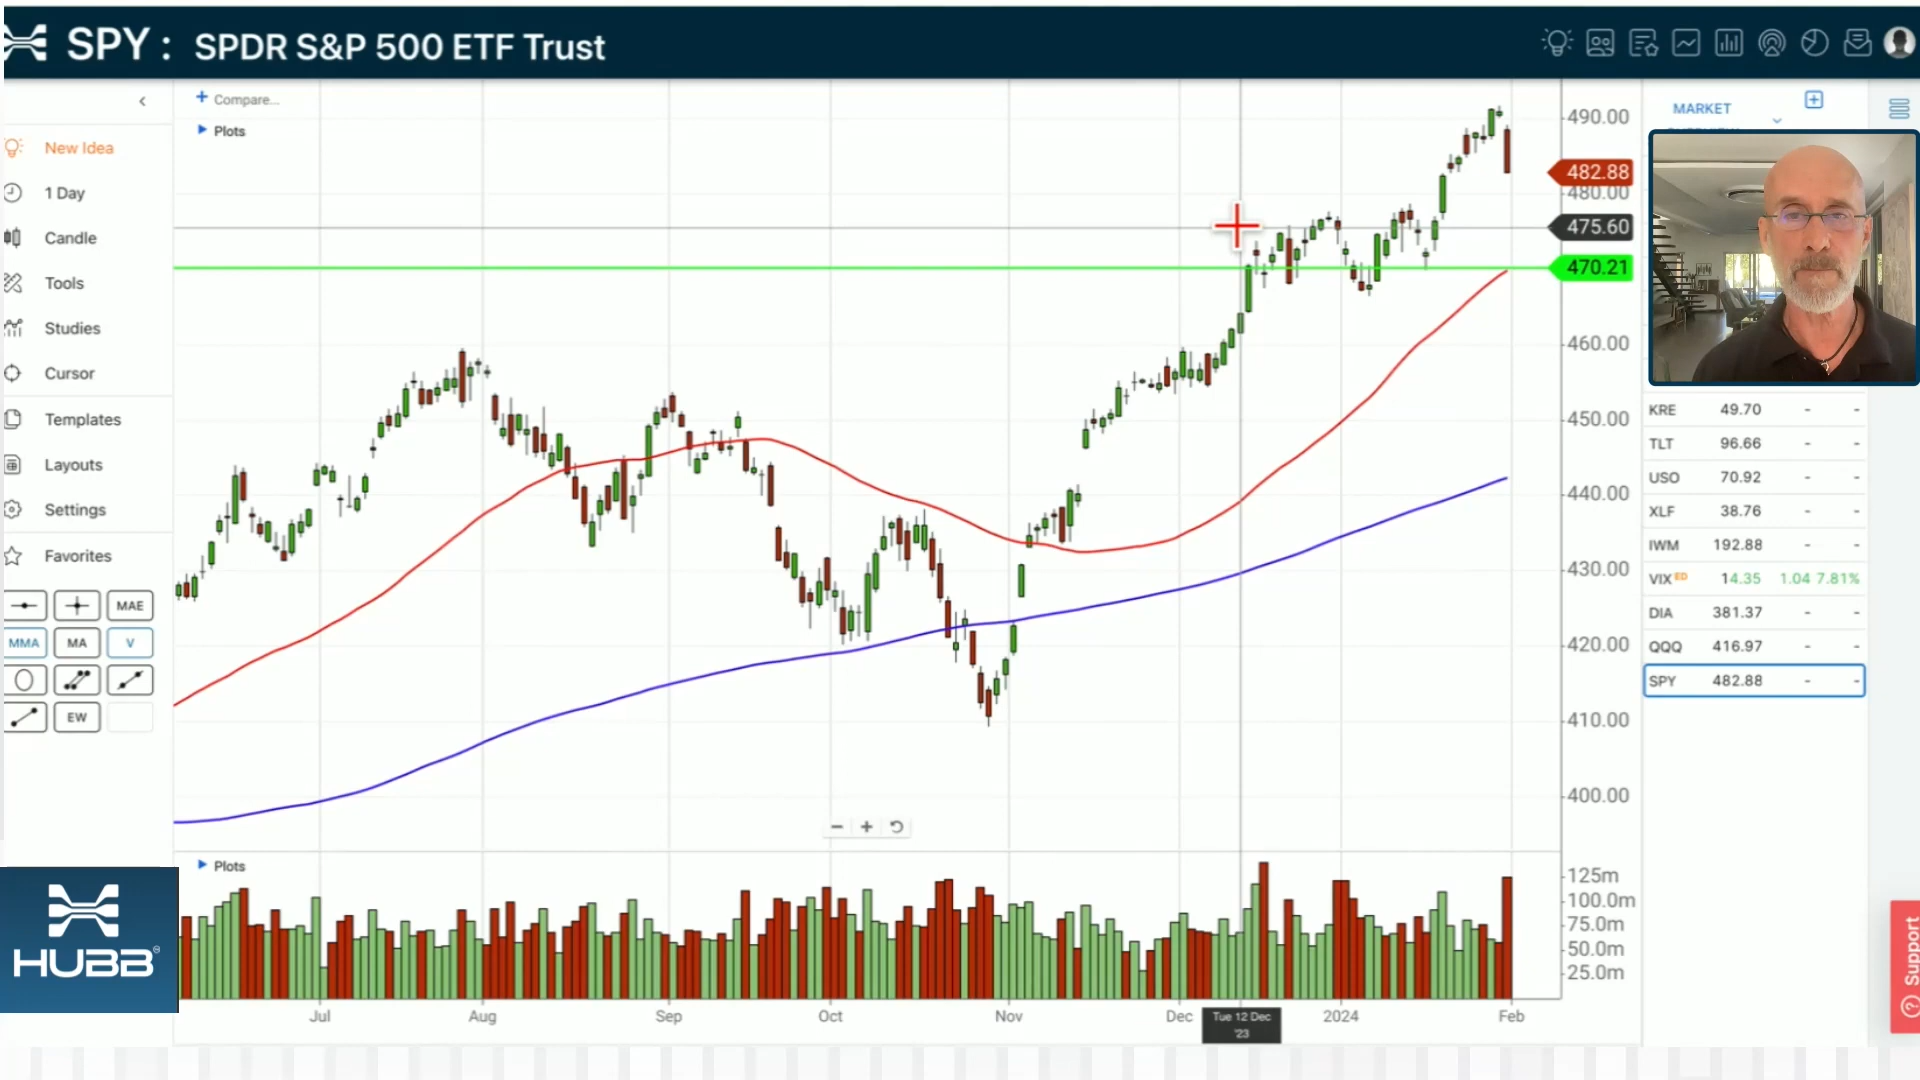 SPY : SPDR S&P 500 ETF Trust
Compare...
Plots
New Idea
1 Day
Candle
Tools
Studies
Cursor
Templates
Layouts
Settings
Favorites
MAE
MMA
MA
V
EW
490.00
482.88
480.00
475.60
470.21
460.00
450.00
440.00
430.00
420.00
410.00
400.00
Plots
125m
100.0m
75.0m
50.0m
25.0m
Jul
Aug
Sep
Oct
Nov
Dec
Tue 12 Dec
'23
2024
Feb
MARKET
KRE 49.70 - -
TLT 96.66 - -
USO 70.92 - -
XLF 38.76 - -
IWM 192.88 - -
VIX ED 14.35 1.04 7.81%
DIA 381.37 - -
QQQ 416.97 - -
SPY 482.88 - -
HUBB
Support